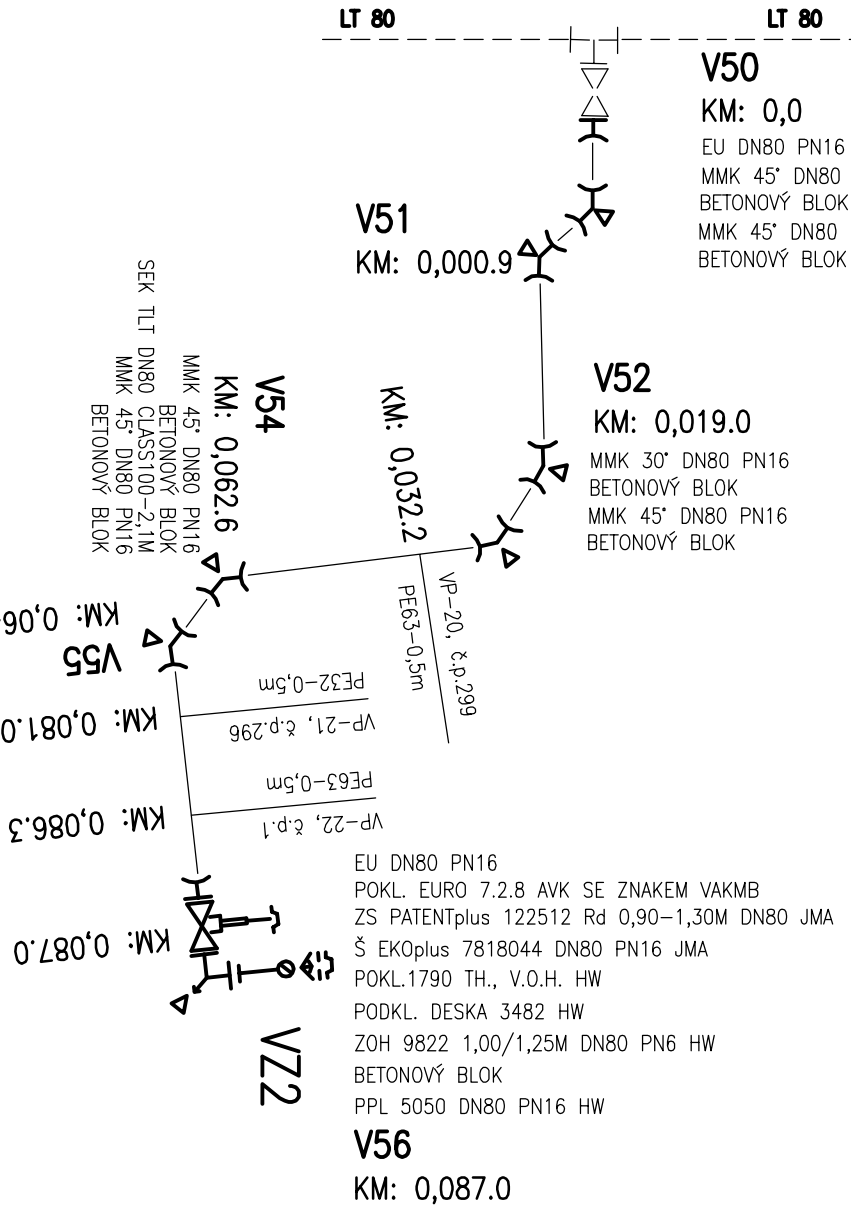 LT 80
LT 80
V50
KM: 0,0
EU DN80 PN16
MMK 45° DN80
BETONOVÝ BLOK
MMK 45° DN80
BETONOVÝ BLOK
V51
KM: 0,000.9
V52
KM: 0,019.0
MMK 30° DN80 PN16
BETONOVÝ BLOK
MMK 45° DN80 PN16
BETONOVÝ BLOK
KM: 0,032.2
VP-20, č.p.299
PE63-0,5m
V54
KM: 0,062.6
MMK 45° DN80 PN16
BETONOVÝ BLOK
SEK TLT DN80 CLASS100-2,1M
MMK 45° DN80 PN16
BETONOVÝ BLOK
V55
KM: 0,06
KM: 0,081.0
PE32-0,5m
VP-21, č.p.296
KM: 0,086.3
PE63-0,5m
VP-22, č.p.1
KM: 0,087.0
VZ2
EU DN80 PN16
POKL. EURO 7.2.8 AVK SE ZNAKEM VAKMB
ZS PATENTplus 122512 Rd 0,90-1,30M DN80 JMA
Š EKOplus 7818044 DN80 PN16 JMA
POKL.1790 TH., V.O.H. HW
PODKL. DESKA 3482 HW
ZOH 9822 1,00/1,25M DN80 PN6 HW
BETONOVÝ BLOK
PPL 5050 DN80 PN16 HW
V56
KM: 0,087.0